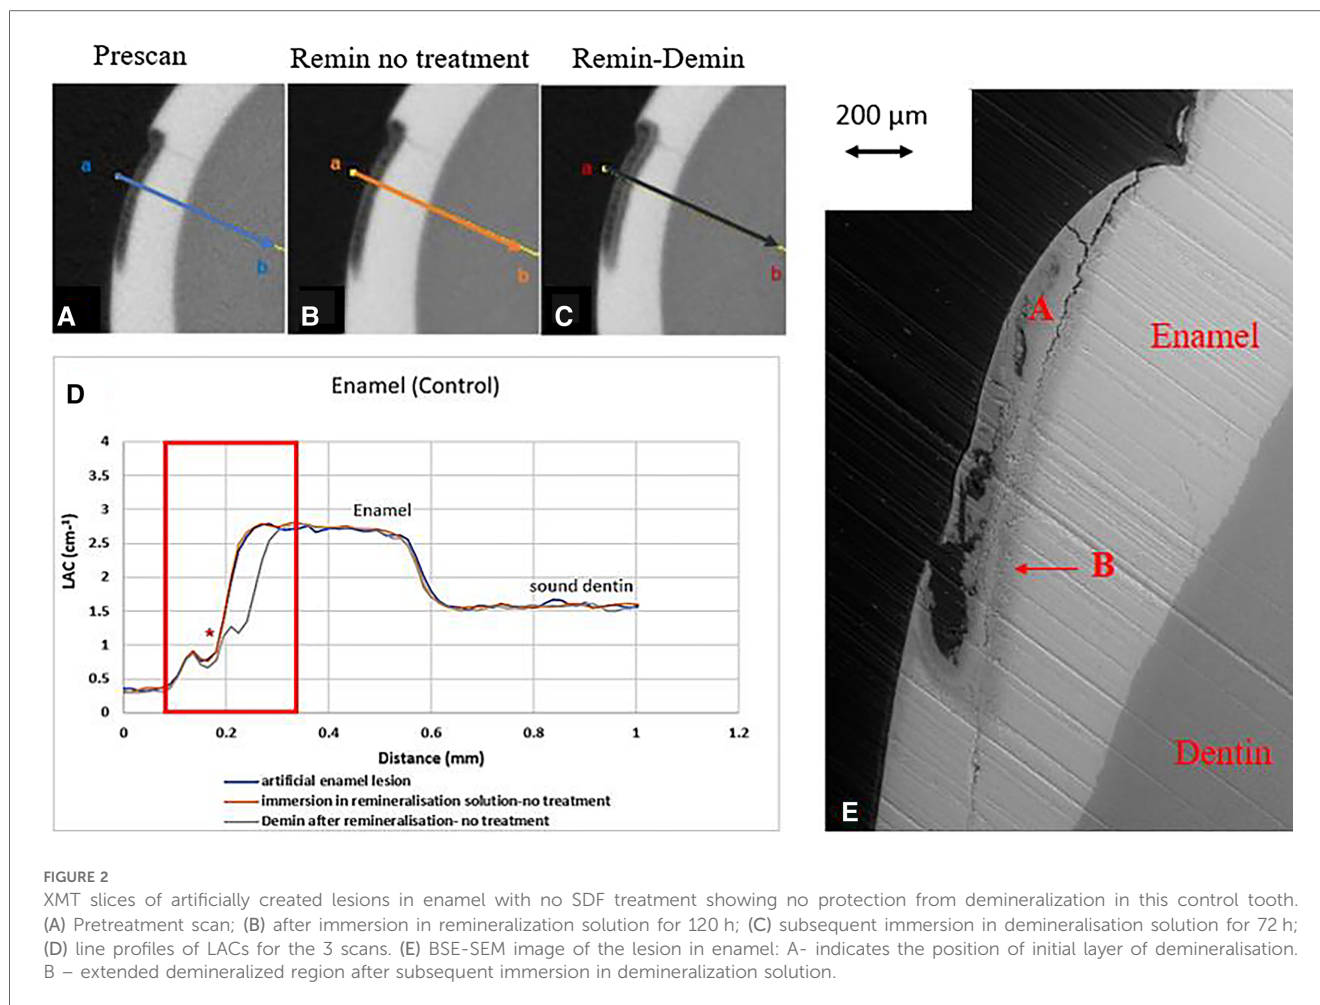 Prescan
Remin no treatment
Remin-Demin
a
b
A
a
b
B
a
b
C
D
Enamel (Control)
4
3.5
3
2.5
2
1.5
1
0.5
0
LAC (cm-¹)
*
Enamel
sound dentin
0
0.2
0.4
0.6
0.8
1
1.2
Distance (mm)
artificial enamel lesion
immersion in remineralisation solution-no treatment
Demin after remineralisation- no treatment
200 µm
A
Enamel
B
Dentin
E
FIGURE 2
XMT slices of artificially created lesions in enamel with no SDF treatment showing no protection from demineralization in this control tooth.
(A) Pretreatment scan; (B) after immersion in remineralization solution for 120 h; (C) subsequent immersion in demineralisation solution for 72 h;
(D) line profiles of LACs for the 3 scans. (E) BSE-SEM image of the lesion in enamel: A- indicates the position of initial layer of demineralisation.
B – extended demineralized region after subsequent immersion in demineralization solution.